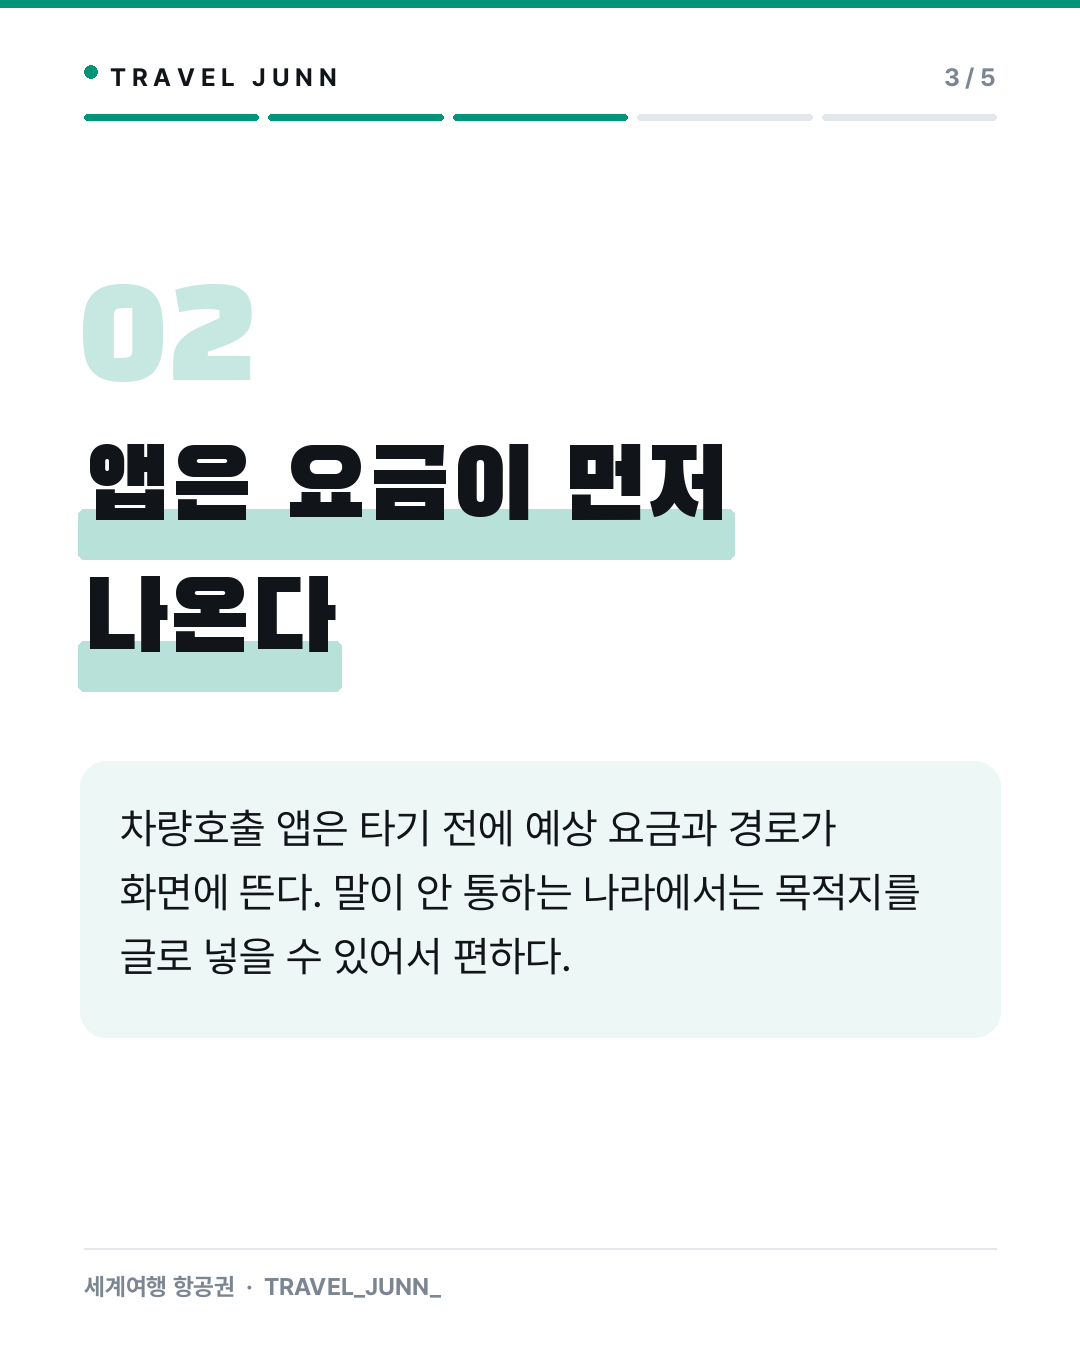 TRAVEL JUNN
3/5
02
앱은 요금이 먼저
나온다
차량호출 앱은 타기 전에 예상 요금과 경로가
화면에 뜬다. 말이 안 통하는 나라에서는 목적지를
글로 넣을 수 있어서 편하다.
세계여행 항공권 · TRAVEL_JUNN_